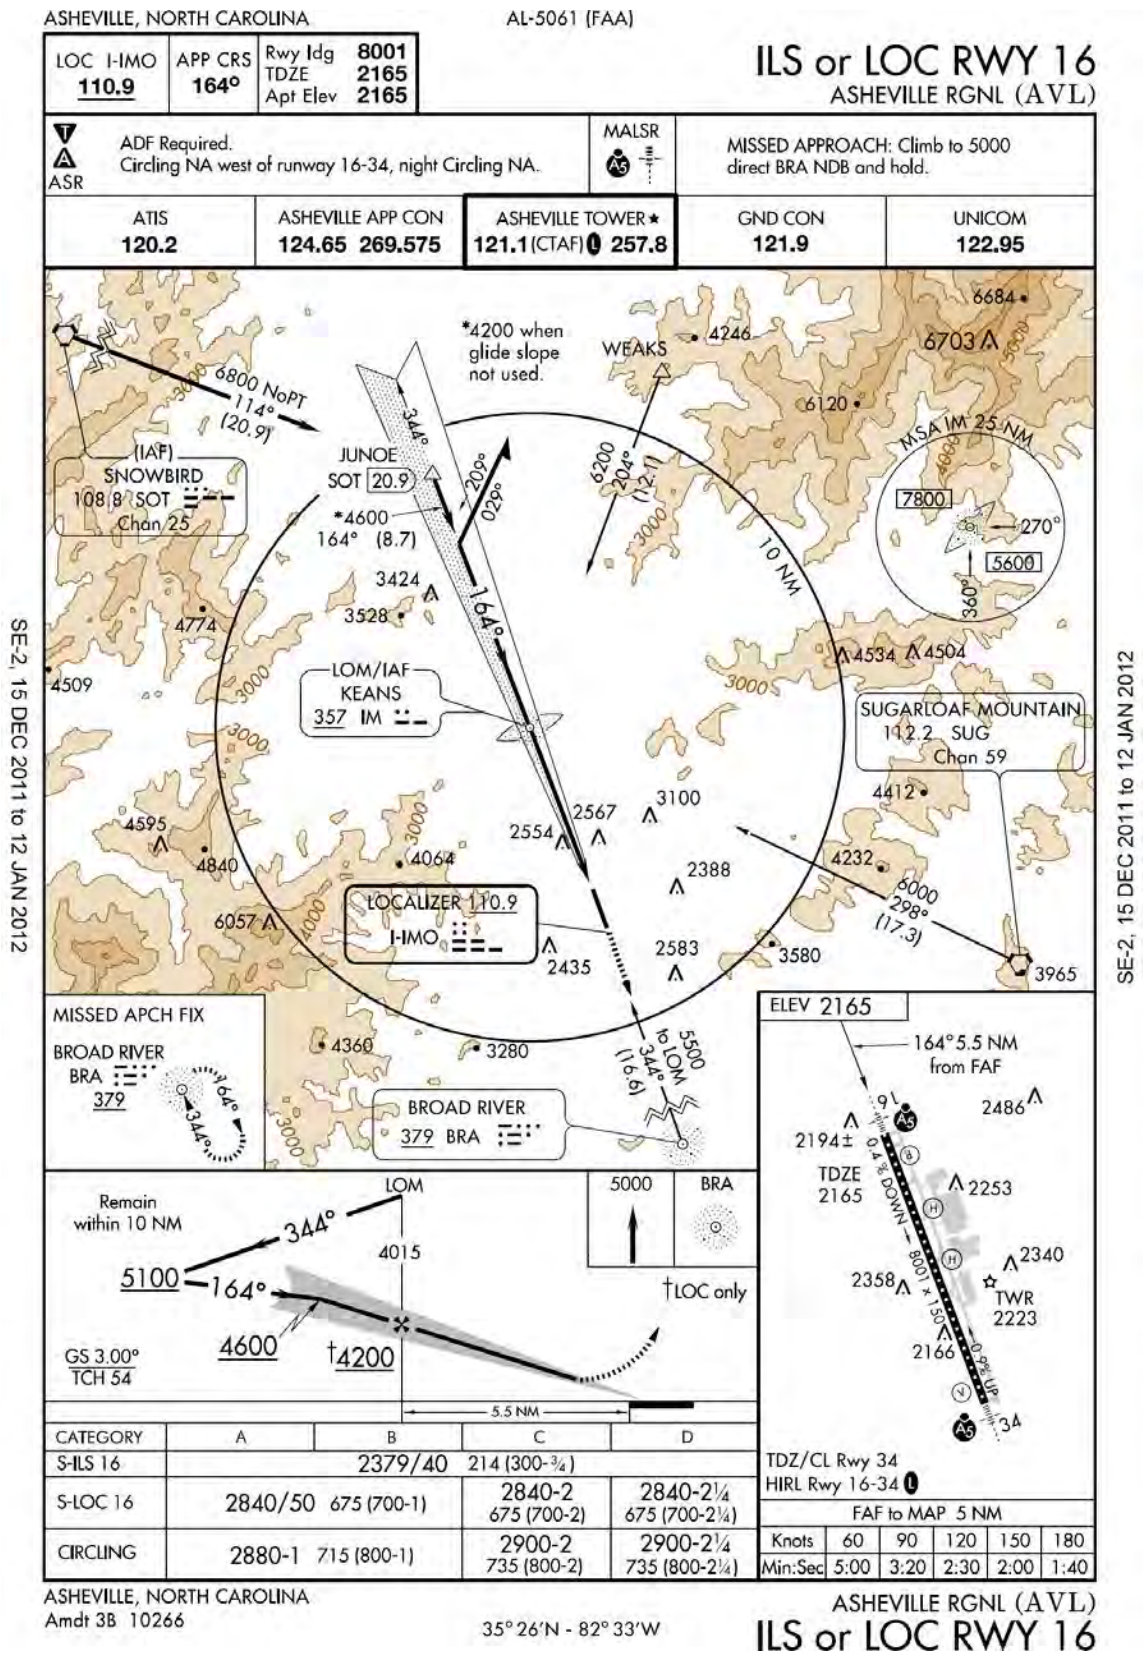 ASHEVILLE, NORTH CAROLINA
AL-5061 (FAA)
LOC I-IMO
110.9
APP CRS
164°
Rwy ldg 8001
TDZE 2165
Apt Elev 2165
ILS or LOC RWY 16
ASHEVILLE RGNL (AVL)
T
A
ASR
ADF Required.
Circling NA west of runway 16-34, night Circling NA.
MALSR
A5
MISSED APPROACH: Climb to 5000
direct BRA NDB and hold.
ATIS
120.2
ASHEVILLE APP CON
124.65 269.575
ASHEVILLE TOWER★
121.1 (CTAF) L 257.8
GND CON
121.9
UNICOM
122.95
6684
6703
5000
*4200 when
glide slope
not used.
WEAKS
4246
3000
6800 NoPT
114°
(20.9)
6120
MSA IM 25 NM
4000
7800
270°
5600
360°
344°
JUNOE
SOT 20.9
209°
029°
6200
204°
(12.1)
3000
(IAF)
SNOWBIRD
108.8 SOT
Chan 25
*4600
164° (8.7)
10 NM
3424
3528
164°
4774
4509
3000
3000
4534
4504
3000
LOM/IAF
KEANS
357 IM
SUGARLOAF MOUNTAIN
112.2 SUG
Chan 59
4412
3100
2567
2554
4595
4840
3000
4064
2388
4232
6000
298°
(17.3)
LOCALIZER 110.9
I-IMO
6057
4000
2435
2583
3580
3965
MISSED APCH FIX
BROAD RIVER
BRA
379
164°
344°
4360
3280
3000
5500
to LOM
344°
(16.6)
BROAD RIVER
379 BRA
ELEV 2165
164° 5.5 NM
from FAF
16
A5
2486
2194±
TDZE
2165
0.4% DOWN
P
2253
H
8001 X 150
H
2340
2358
TWR
2223
2166
0.9% UP
V
A5
34
TDZ/CL Rwy 34
HIRL Rwy 16-34 L
Remain
within 10 NM
LOM
344°
4015
5100
164°
4600
†4200
GS 3.00°
TCH 54
5000
BRA
†LOC only
5.5 NM
CATEGORY A B C D
S-ILS 16 2379/40 214 (300-¾)
S-LOC 16 2840/50 675 (700-1) 2840-2 675 (700-2) 2840-2¼ 675 (700-2¼)
CIRCLING 2880-1 715 (800-1) 2900-2 735 (800-2) 2900-2¼ 735 (800-2¼)
FAF to MAP 5 NM
Knots 60 90 120 150 180
Min:Sec 5:00 3:20 2:30 2:00 1:40
ASHEVILLE, NORTH CAROLINA
Amdt 3B 10266
35°26'N - 82°33'W
ASHEVILLE RGNL (AVL)
ILS or LOC RWY 16
SE-2, 15 DEC 2011 to 12 JAN 2012
SE-2, 15 DEC 2011 to 12 JAN 2012